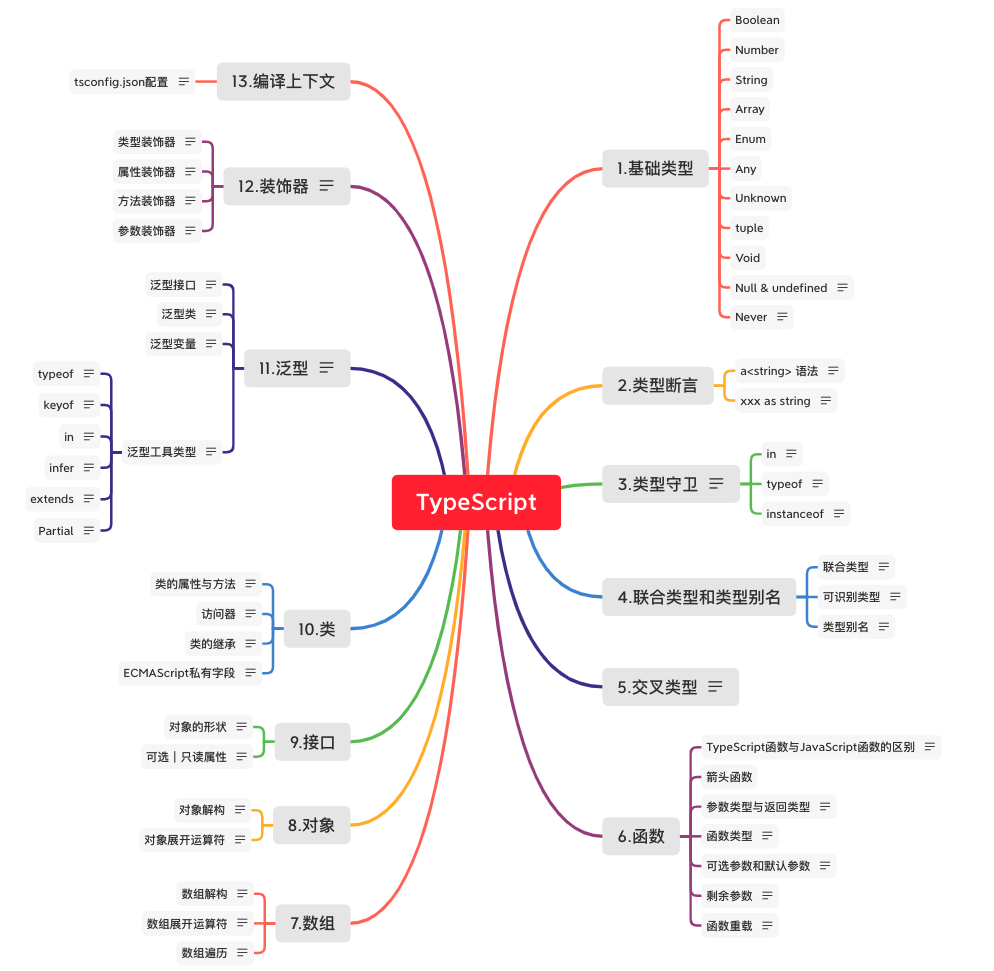 TypeScript
1.基础类型
Boolean
Number
String
Array
Enum
Any
Unknown
tuple
Void
Null & undefined
Never
2.类型断言
a<string> 语法
xxx as string
3.类型守卫
in
typeof
instanceof
4.联合类型和类型别名
联合类型
可识别类型
类型别名
5.交叉类型
6.函数
TypeScript函数与JavaScript函数的区别
箭头函数
参数类型与返回类型
函数类型
可选参数和默认参数
剩余参数
函数重载
7.数组
数组解构
数组展开运算符
数组遍历
8.对象
对象解构
对象展开运算符
9.接口
对象的形状
可选 | 只读属性
10.类
类的属性与方法
访问器
类的继承
ECMAScript私有字段
11.泛型
泛型接口
泛型类
泛型变量
泛型工具类型
typeof
keyof
in
infer
extends
Partial
12.装饰器
类型装饰器
属性装饰器
方法装饰器
参数装饰器
13.编译上下文
tsconfig.json配置